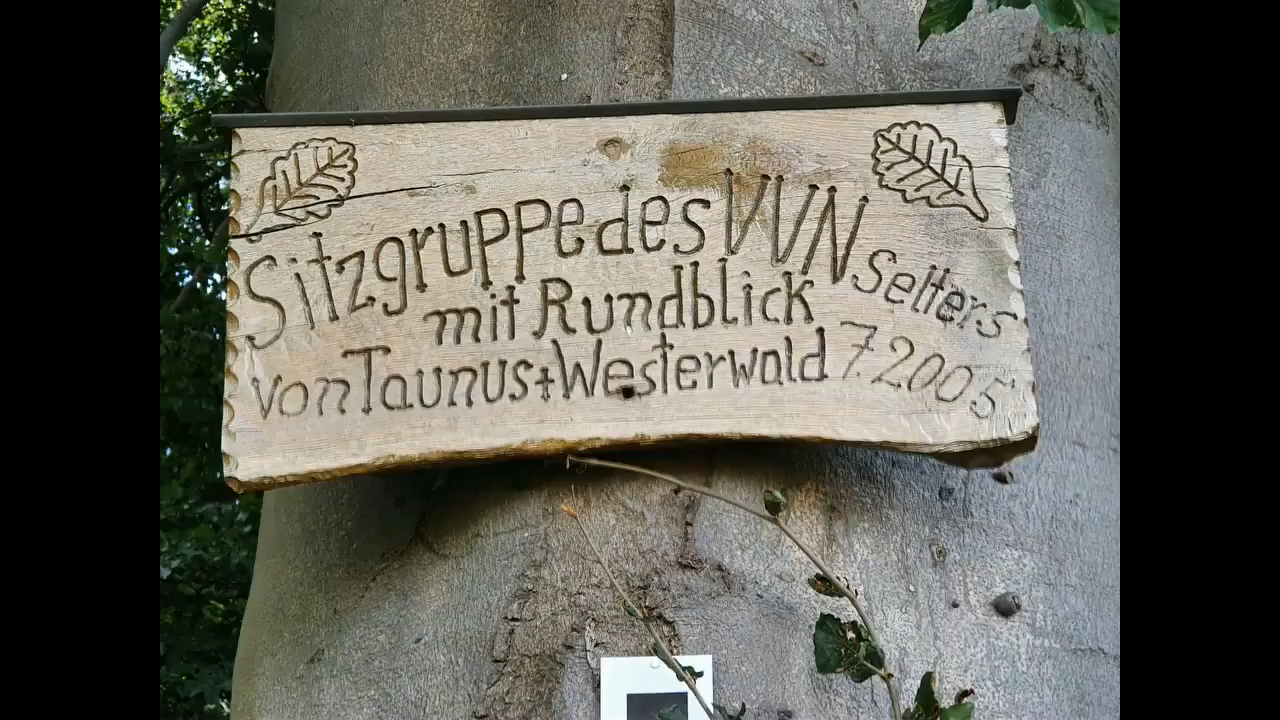 Sitzgruppe des VVN Selters
mit Rundblick
von Taunus + Westerwald 7.2005